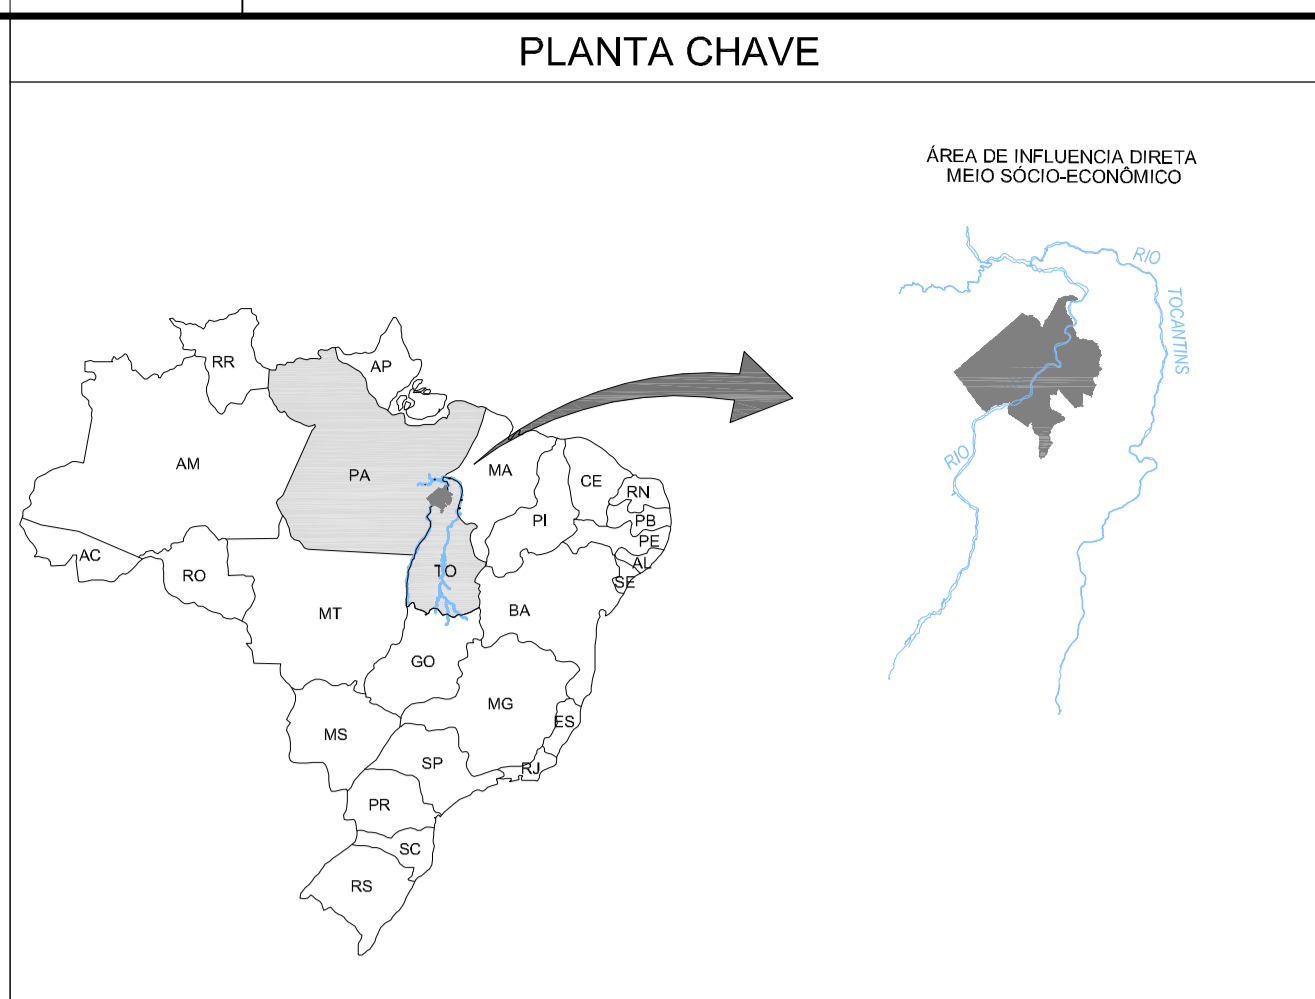 PLANTA CHAVE
ÁREA DE INFLUENCIA DIRETA
MEIO SÓCIO-ECONÔMICO
RIO
TOCANTINS
RIO
RR
AP
AM
PA
MA
CE
RN
PI
PB
PE
AC
AL
RO
TO
SE
MT
BA
GO
MG
ES
MS
SP
RJ
PR
SC
RS